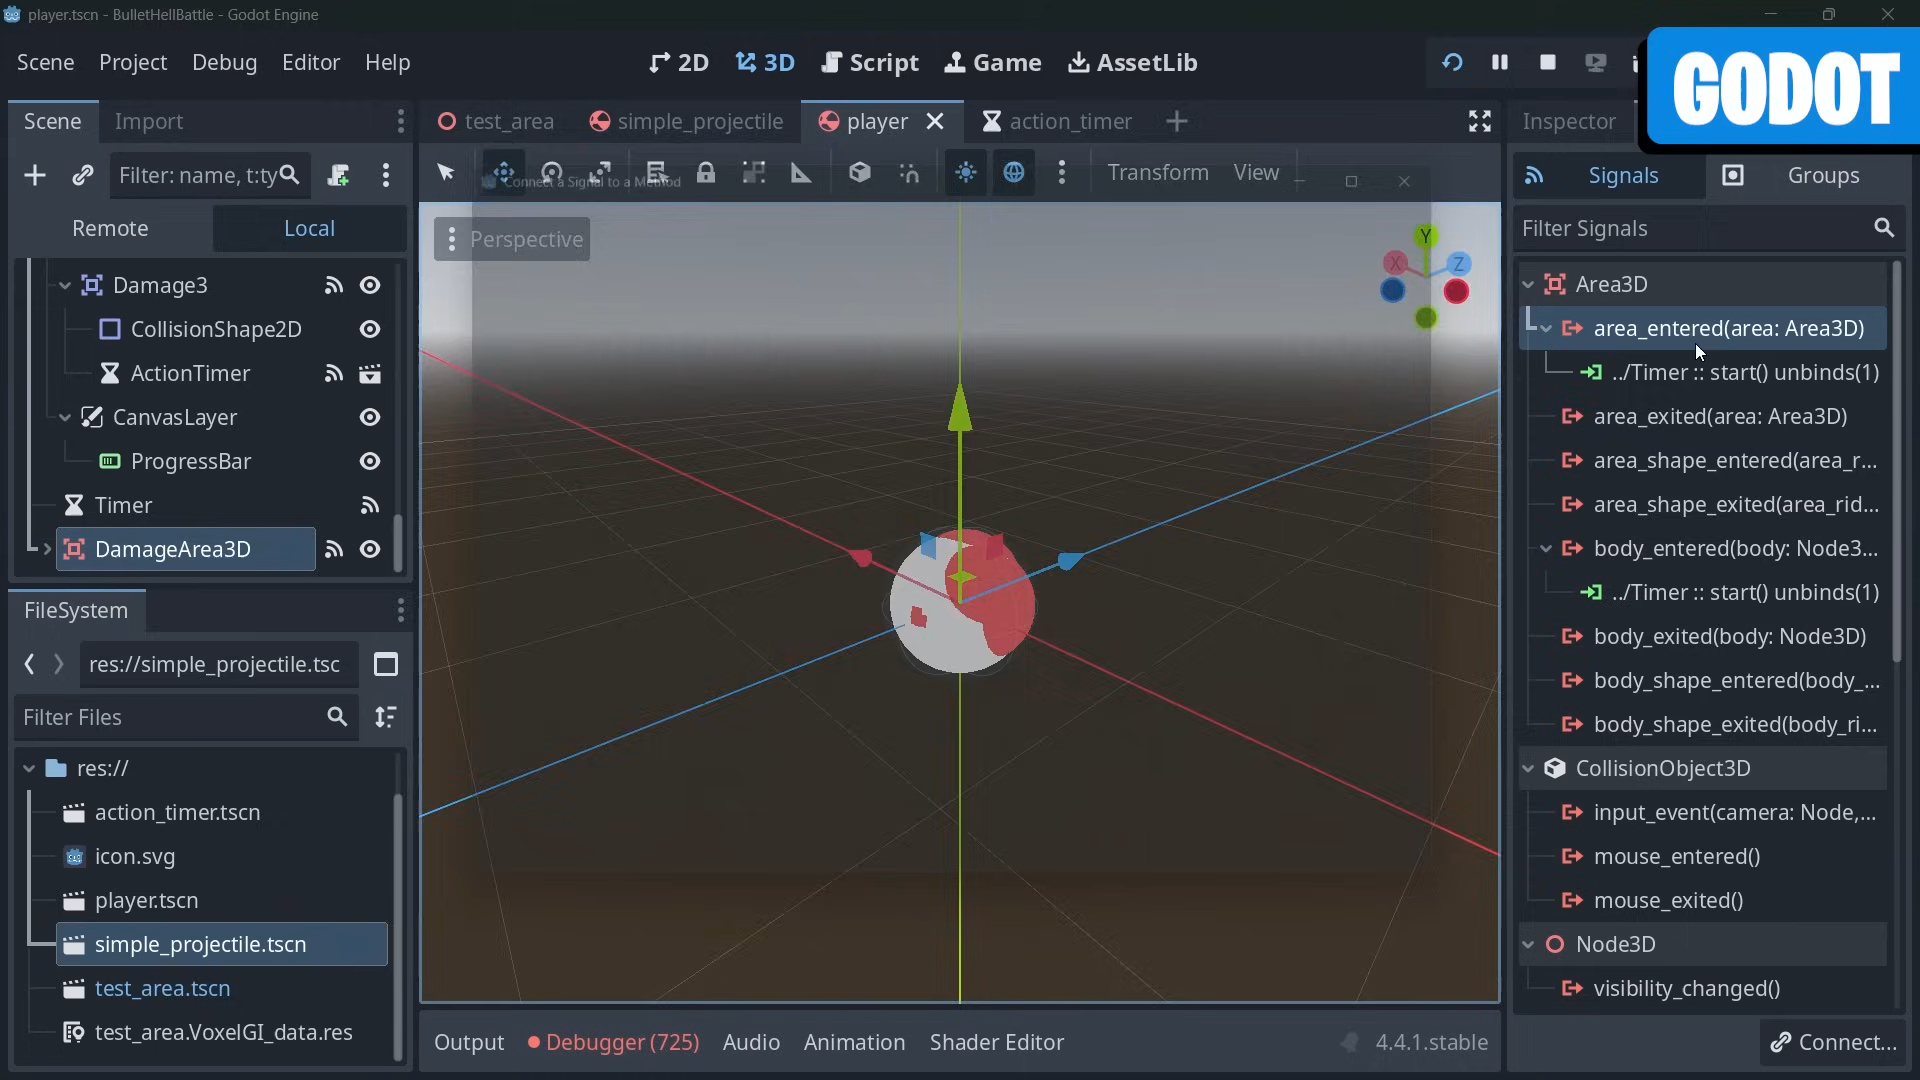 player.tscn - BulletHellBattle - Godot Engine
Scene Project Debug Editor Help
2D 3D Script Game AssetLib
GODOT
Scene Import
test_area simple_projectile player action_timer
Inspector
Filter: name, t:ty
Connect a Signal to a Method
Transform View
Signals Groups
Remote Local
Perspective
Filter Signals
Y
X
Z
Damage3
CollisionShape2D
ActionTimer
CanvasLayer
ProgressBar
Timer
DamageArea3D
FileSystem
res://simple_projectile.tsc
Filter Files
res://
action_timer.tscn
icon.svg
player.tscn
simple_projectile.tscn
test_area.tscn
test_area.VoxelGI_data.res
Area3D
area_entered(area: Area3D)
../Timer :: start() unbinds(1)
area_exited(area: Area3D)
area_shape_entered(area_r...
area_shape_exited(area_rid...
body_entered(body: Node3...
../Timer :: start() unbinds(1)
body_exited(body: Node3D)
body_shape_entered(body_...
body_shape_exited(body_ri...
CollisionObject3D
input_event(camera: Node,...
mouse_entered()
mouse_exited()
Node3D
visibility_changed()
Output Debugger (725) Audio Animation Shader Editor 4.4.1.stable
Connect...